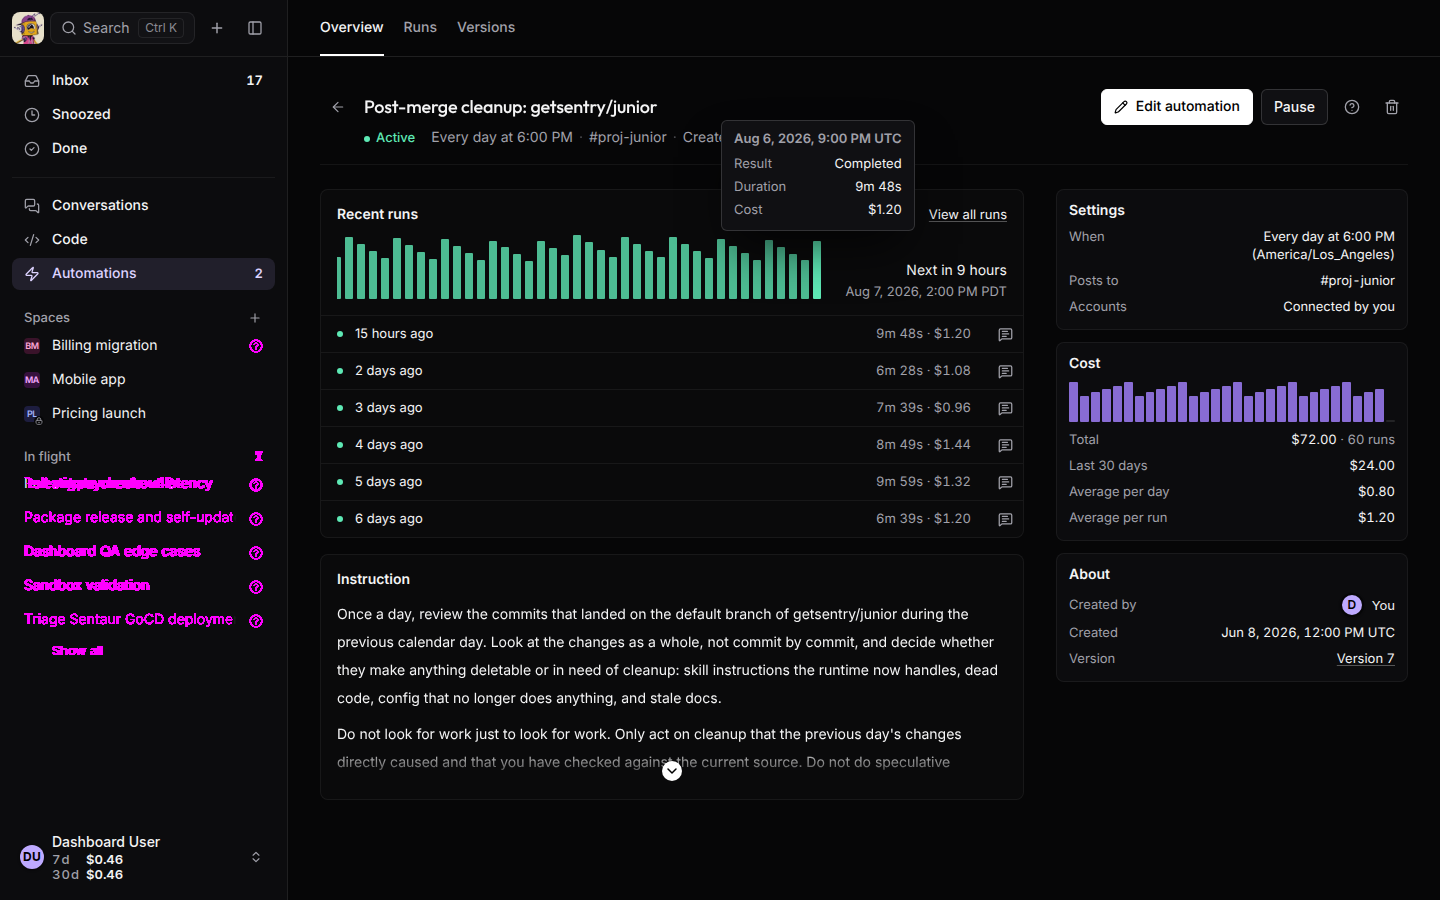 Search Ctrl K
Overview Runs Versions
Inbox 17
Snoozed
Done
Conversations
Code
Automations 2
Spaces
BM Billing migration
MA Mobile app
PL Pricing launch
In flight
Package release and self-updat
Dashboard QA edge cases
Sandbox validation
Triage Sentaur GoCD deployme
Show all
DU Dashboard User
7d $0.46
30d $0.46
Post-merge cleanup: getsentry/junior
Edit automation Pause
Active Every day at 6:00 PM · #proj-junior · Create
Aug 6, 2026, 9:00 PM UTC
Result Completed
Duration 9m 48s
Cost $1.20
Recent runs View all runs
Next in 9 hours
Aug 7, 2026, 2:00 PM PDT
15 hours ago 9m 48s · $1.20
2 days ago 6m 28s · $1.08
3 days ago 7m 39s · $0.96
4 days ago 8m 49s · $1.44
5 days ago 9m 59s · $1.32
6 days ago 6m 39s · $1.20
Instruction
Once a day, review the commits that landed on the default branch of getsentry/junior during the
previous calendar day. Look at the changes as a whole, not commit by commit, and decide whether
they make anything deletable or in need of cleanup: skill instructions the runtime now handles, dead
code, config that no longer does anything, and stale docs.
Do not look for work just to look for work. Only act on cleanup that the previous day's changes
directly caused and that you have checked against the current source. Do not do speculative
Settings
When Every day at 6:00 PM
(America/Los_Angeles)
Posts to #proj-junior
Accounts Connected by you
Cost
Total $72.00 · 60 runs
Last 30 days $24.00
Average per day $0.80
Average per run $1.20
About
Created by D You
Created Jun 8, 2026, 12:00 PM UTC
Version Version 7